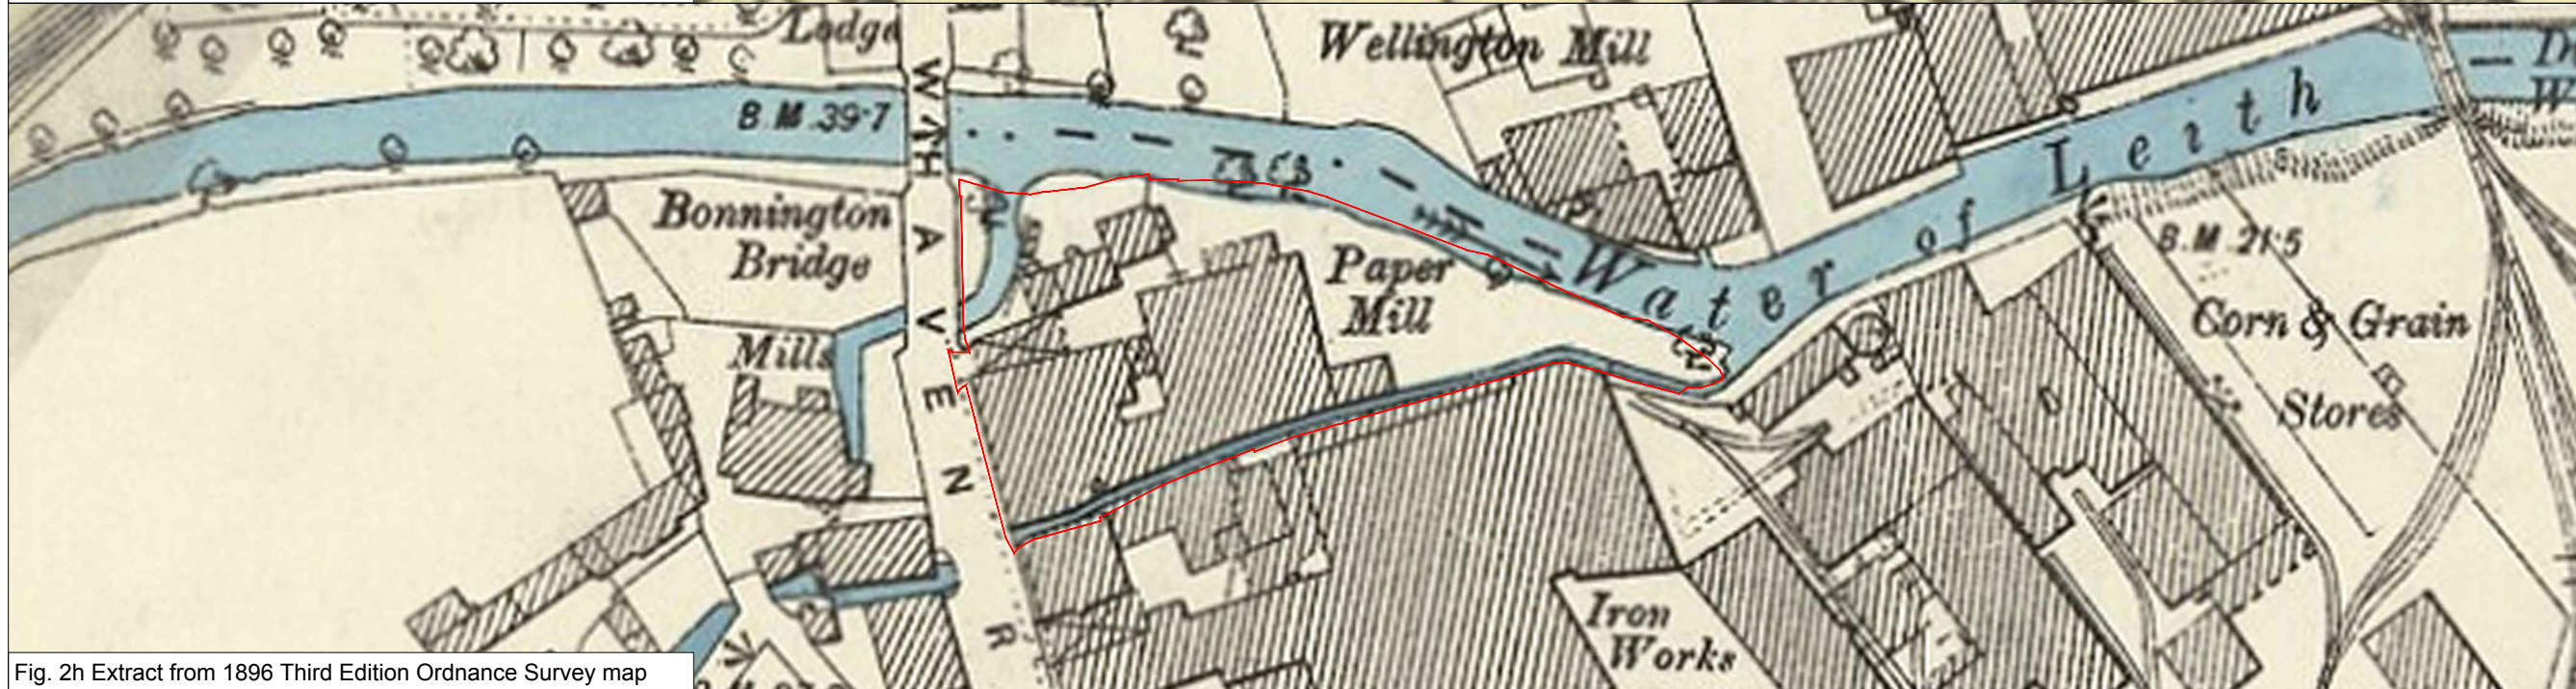 Lodge
Wellington Mill
B.M.39·7
Bonnington
Bridge
Mills
Paper
Mill
Water of Leith
B.M.21·5
Corn & Grain
Stores
Iron
Works
Fig. 2h Extract from 1896 Third Edition Ordnance Survey map